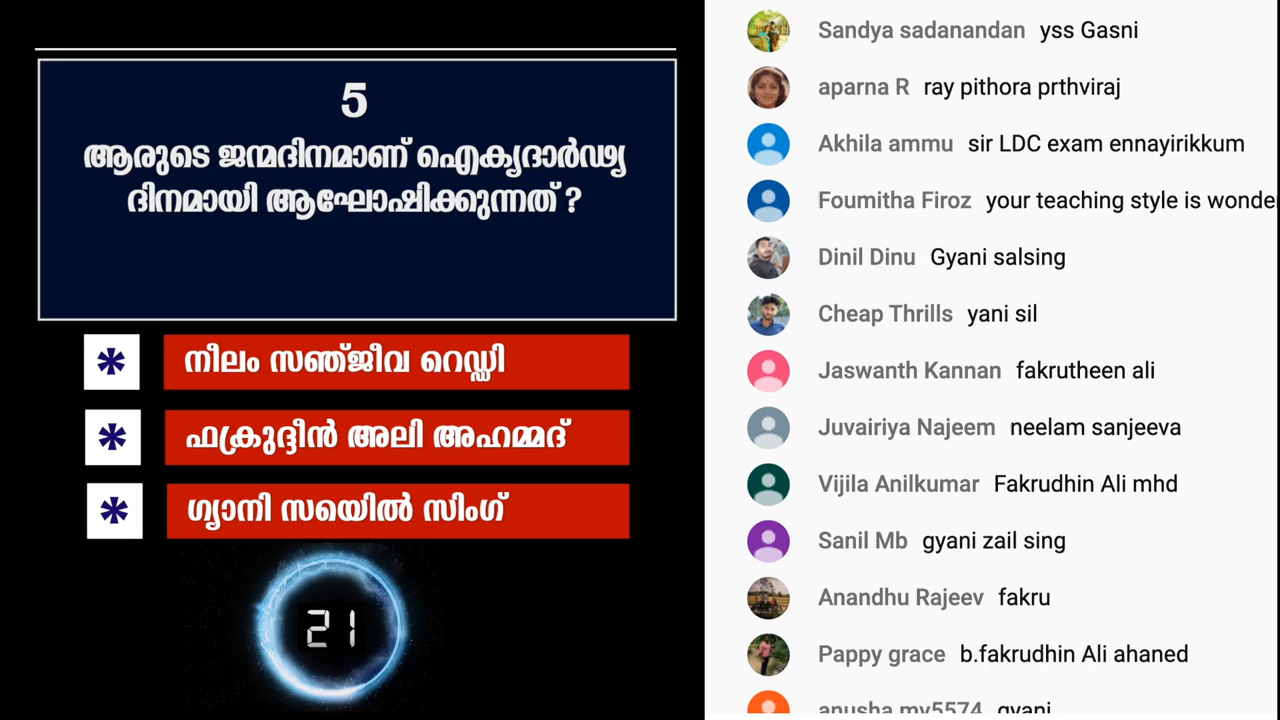 5
ആരുടെ ജന്മദിനമാണ് ഐക്യദാർഢ്യ
ദിനമായി ആഘോഷിക്കുന്നത് ?
* നീലം സഞ്ജീവ റെഡ്ഡി
* ഫക്രുദ്ദീൻ അലി അഹമ്മദ്
* ഗ്യാനി സയിൽ സിംഗ്
21
Sandya sadanandan yss Gasni
aparna R ray pithora prthviraj
Akhila ammu sir LDC exam ennayirikkum
Foumitha Firoz your teaching style is wonde
Dinil Dinu Gyani salsing
Cheap Thrills yani sil
Jaswanth Kannan fakrutheen ali
Juvairiya Najeem neelam sanjeeva
Vijila Anilkumar Fakrudhin Ali mhd
Sanil Mb gyani zail sing
Anandhu Rajeev fakru
Pappy grace b.fakrudhin Ali ahaned
anusha mv5574 gyani